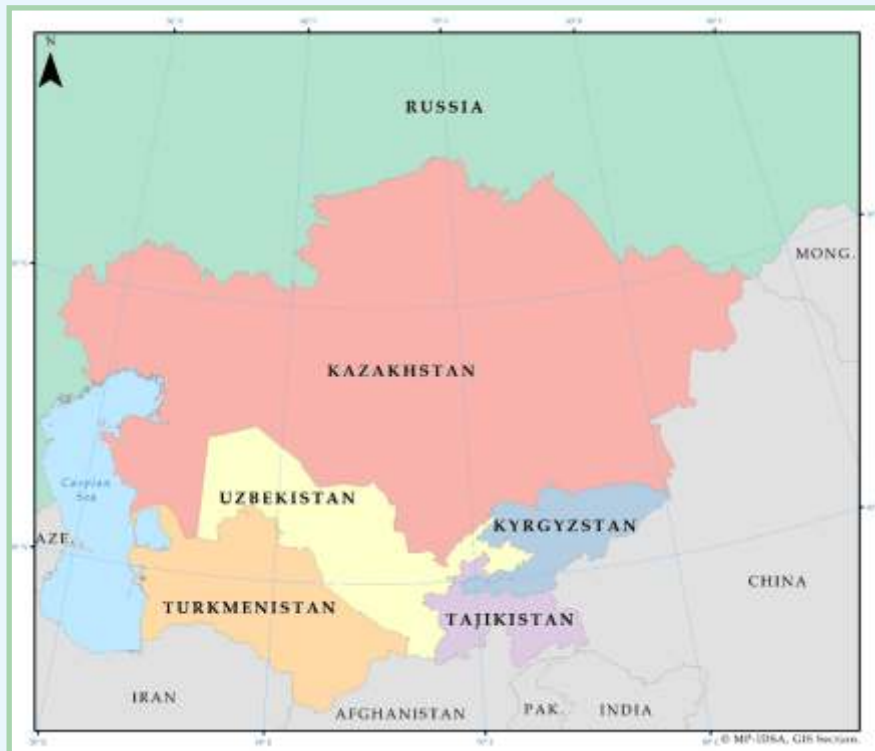 N
RUSSIA
MONG.
KAZAKHSTAN
Caspian
Sea
UZBEKISTAN
KYRGYZSTAN
AZE.
CHINA
TURKMENISTAN
TAJIKISTAN
IRAN
AFGHANISTAN
PAK.
INDIA
© MP-IDSA, GIS Section.